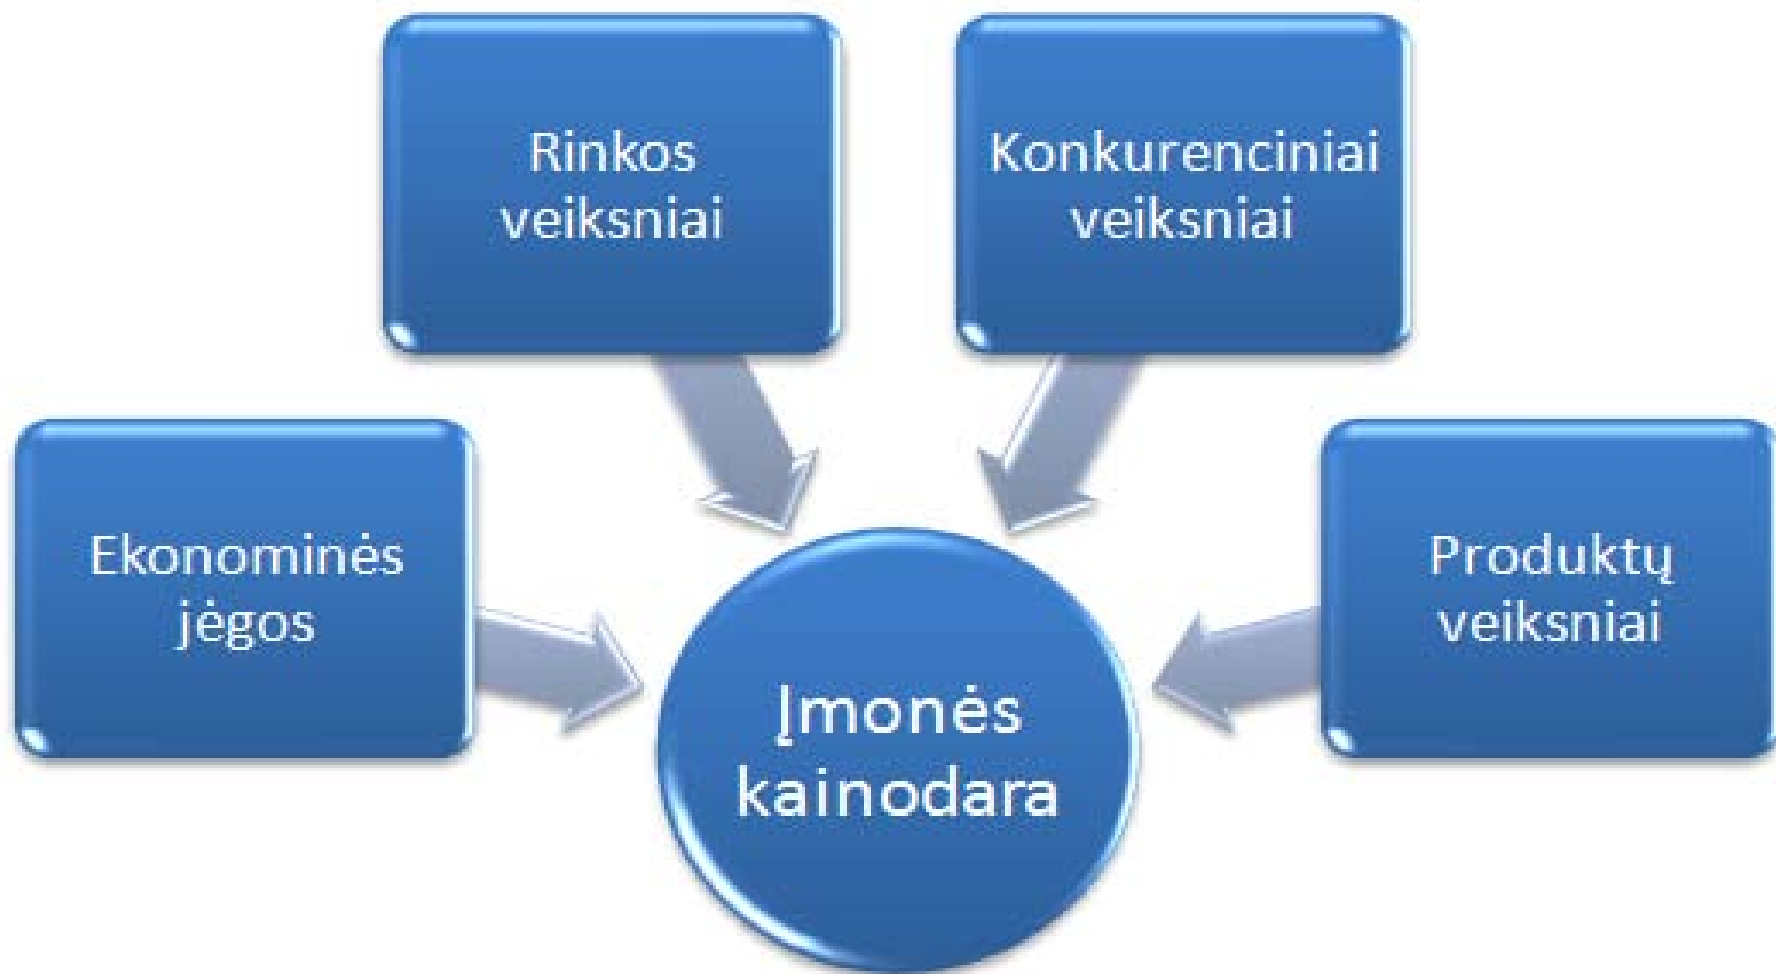 Rinkos
veiksniai
Konkurenciniai
veiksniai
Ekonominės
jėgos
Produktų
veiksniai
Įmonės
kainodara